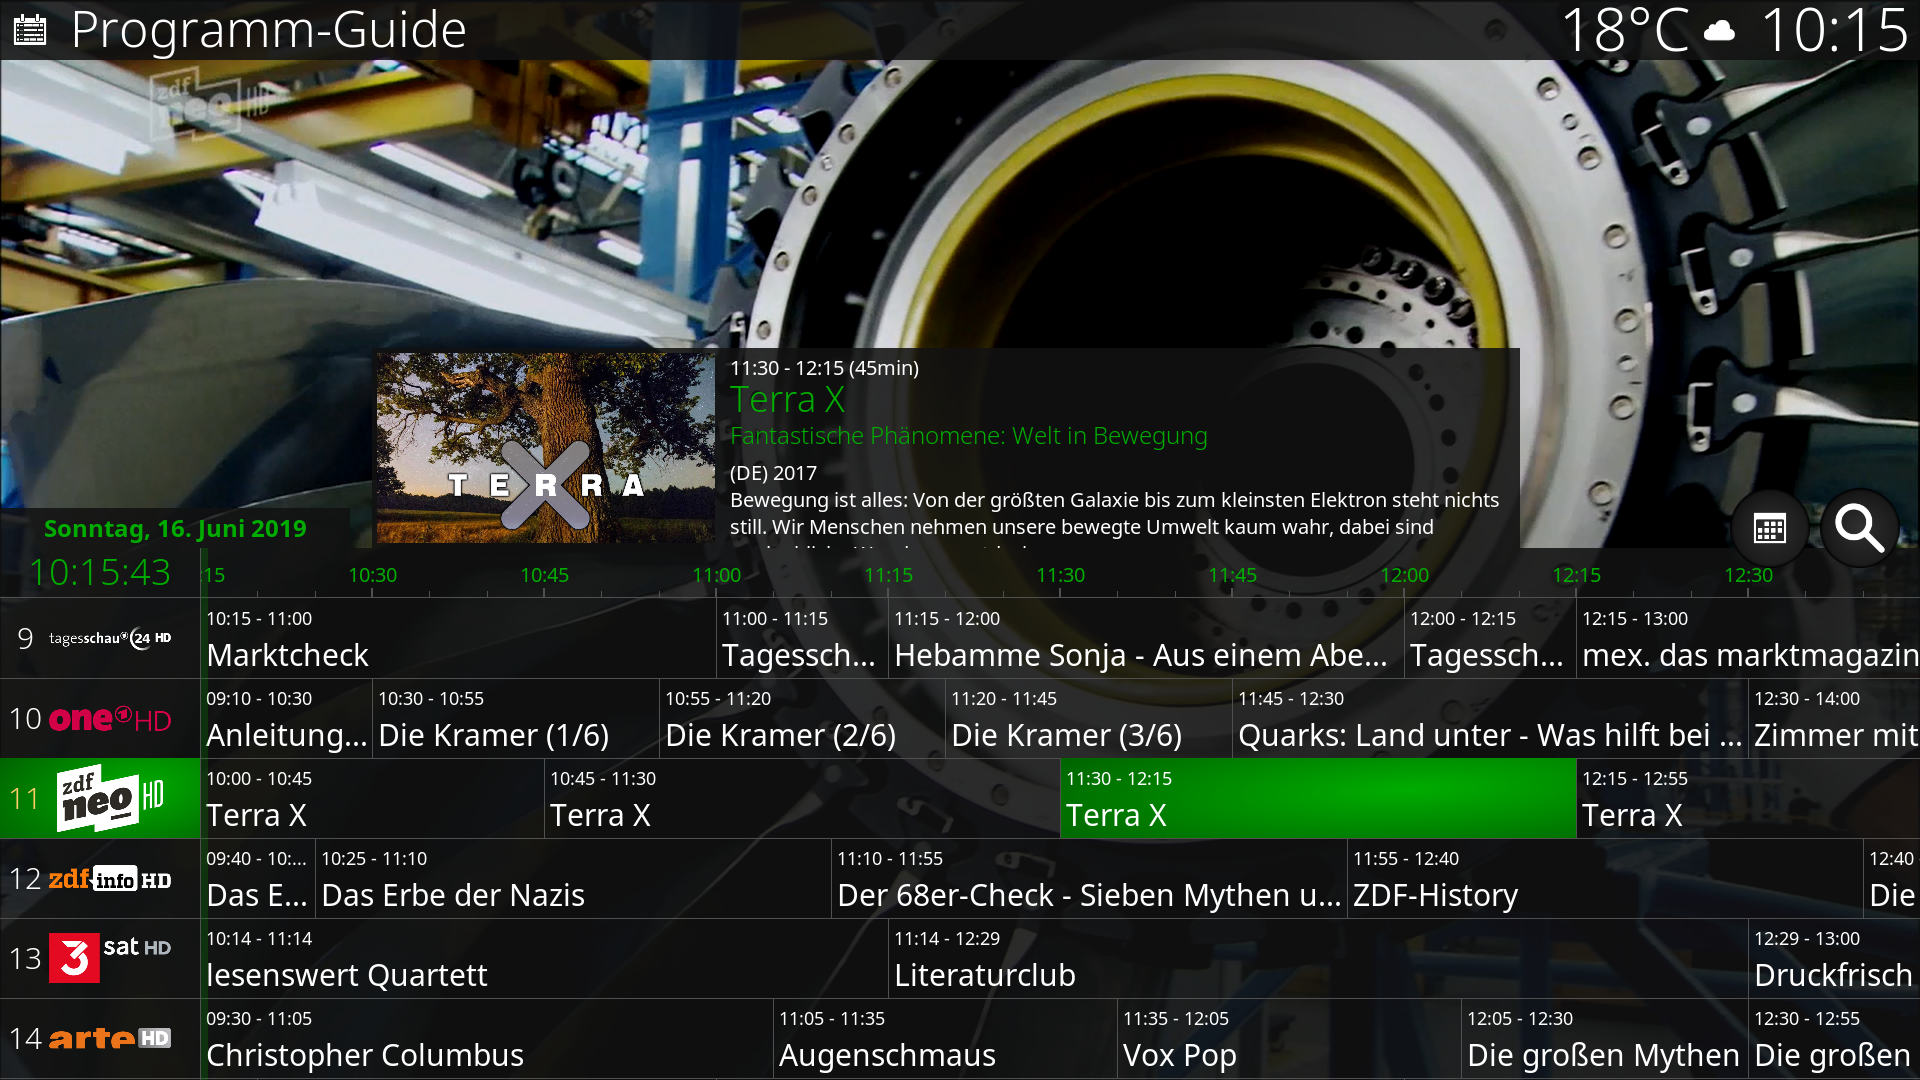 Programm-Guide
18°C 10:15
zdf neo HD
11:30 - 12:15 (45min)
Terra X
Fantastische Phänomene: Welt in Bewegung
TERRA X
(DE) 2017
Bewegung ist alles: Von der größten Galaxie bis zum kleinsten Elektron steht nichts
still. Wir Menschen nehmen unsere bewegte Umwelt kaum wahr, dabei sind
Sonntag, 16. Juni 2019
10:15:43
:15 10:30 10:45 11:00 11:15 11:30 11:45 12:00 12:15 12:30
9 tagesschau 24 HD
10:15 - 11:00 11:00 - 11:15 11:15 - 12:00 12:00 - 12:15 12:15 - 13:00
Marktcheck Tagessch... Hebamme Sonja - Aus einem Abe... Tagessch... mex. das marktmagazin
10 one HD
09:10 - 10:30 10:30 - 10:55 10:55 - 11:20 11:20 - 11:45 11:45 - 12:30 12:30 - 14:00
Anleitung... Die Kramer (1/6) Die Kramer (2/6) Die Kramer (3/6) Quarks: Land unter - Was hilft bei ... Zimmer mit
11 zdf neo HD
10:00 - 10:45 10:45 - 11:30 11:30 - 12:15 12:15 - 12:55
Terra X Terra X Terra X Terra X
12 zdf info HD
09:40 - 10:... 10:25 - 11:10 11:10 - 11:55 11:55 - 12:40 12:40
Das E... Das Erbe der Nazis Der 68er-Check - Sieben Mythen u... ZDF-History Die
13 3 sat HD
10:14 - 11:14 11:14 - 12:29 12:29 - 13:00
lesenswert Quartett Literaturclub Druckfrisch
14 arte HD
09:30 - 11:05 11:05 - 11:35 11:35 - 12:05 12:05 - 12:30 12:30 - 12:55
Christopher Columbus Augenschmaus Vox Pop Die großen Mythen Die großen